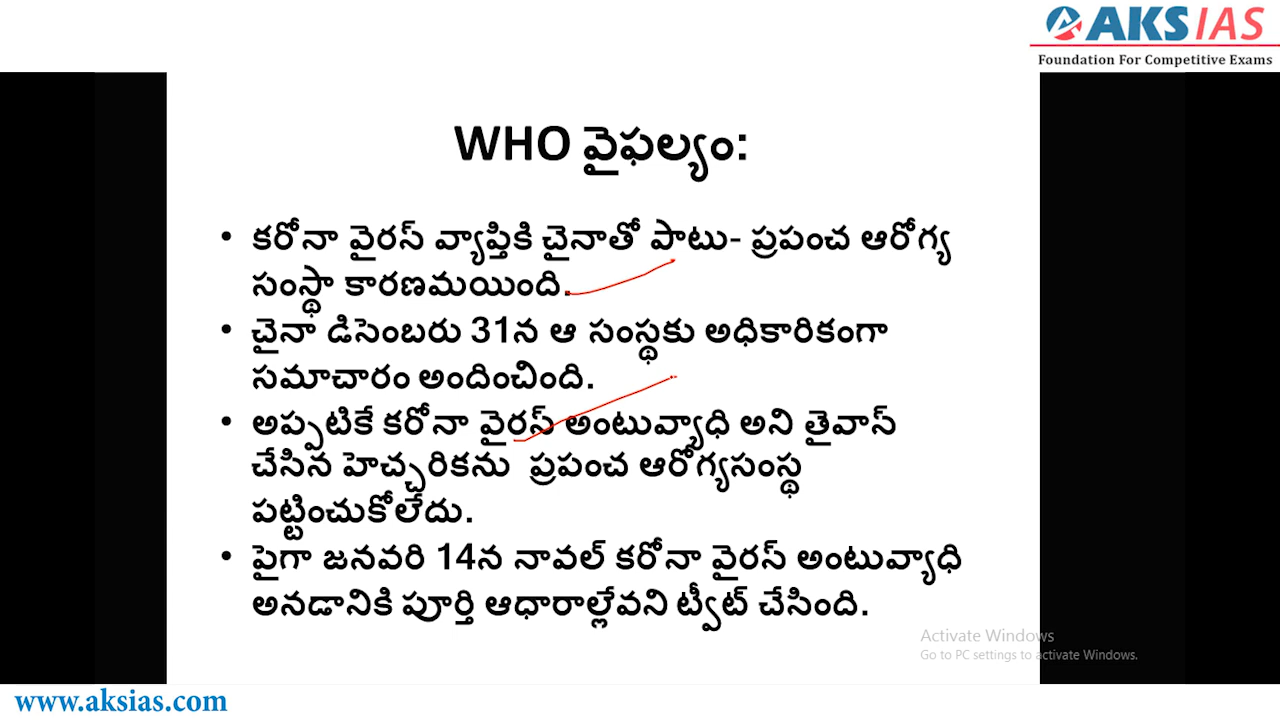 AKS IAS
Foundation For Competitive Exams
WHO వైఫల్యం:
• కరోనా వైరస్ వ్యాప్తికి చైనాతో పాటు- ప్రపంచ ఆరోగ్య
సంస్థా కారణమయింది.
• చైనా డిసెంబరు 31న ఆ సంస్థకు అధికారికంగా
సమాచారం అందించింది.
• అప్పటికే కరోనా వైరస్ అంటువ్యాధి అని తైవాన్
చేసిన హెచ్చరికను ప్రపంచ ఆరోగ్యసంస్థ
పట్టించుకోలేదు.
• పైగా జనవరి 14న నావల్ కరోనా వైరస్ అంటువ్యాధి
అనడానికి పూర్తి ఆధారాల్లేవని ట్వీట్ చేసింది.
Activate Windows
Go to PC settings to activate Windows.
www.aksias.com